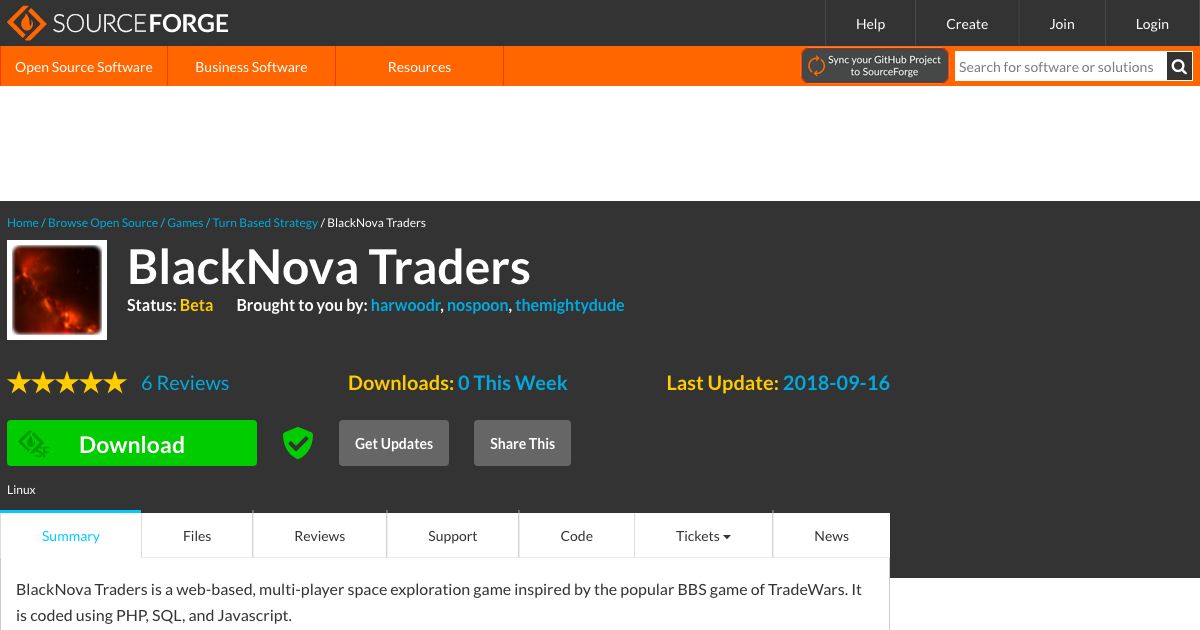 SOURCEFORGE
Help Create Join Login
Open Source Software Business Software Resources
Sync your GitHub Project
to SourceForge
Search for software or solutions
Home / Browse Open Source / Games / Turn Based Strategy / BlackNova Traders
BlackNova Traders
Status: Beta Brought to you by: harwoodr, nospoon, themightydude
6 Reviews Downloads: 0 This Week Last Update: 2018-09-16
SF Download Get Updates Share This
Linux
Summary Files Reviews Support Code Tickets News
BlackNova Traders is a web-based, multi-player space exploration game inspired by the popular BBS game of TradeWars. It
is coded using PHP, SQL, and Javascript.